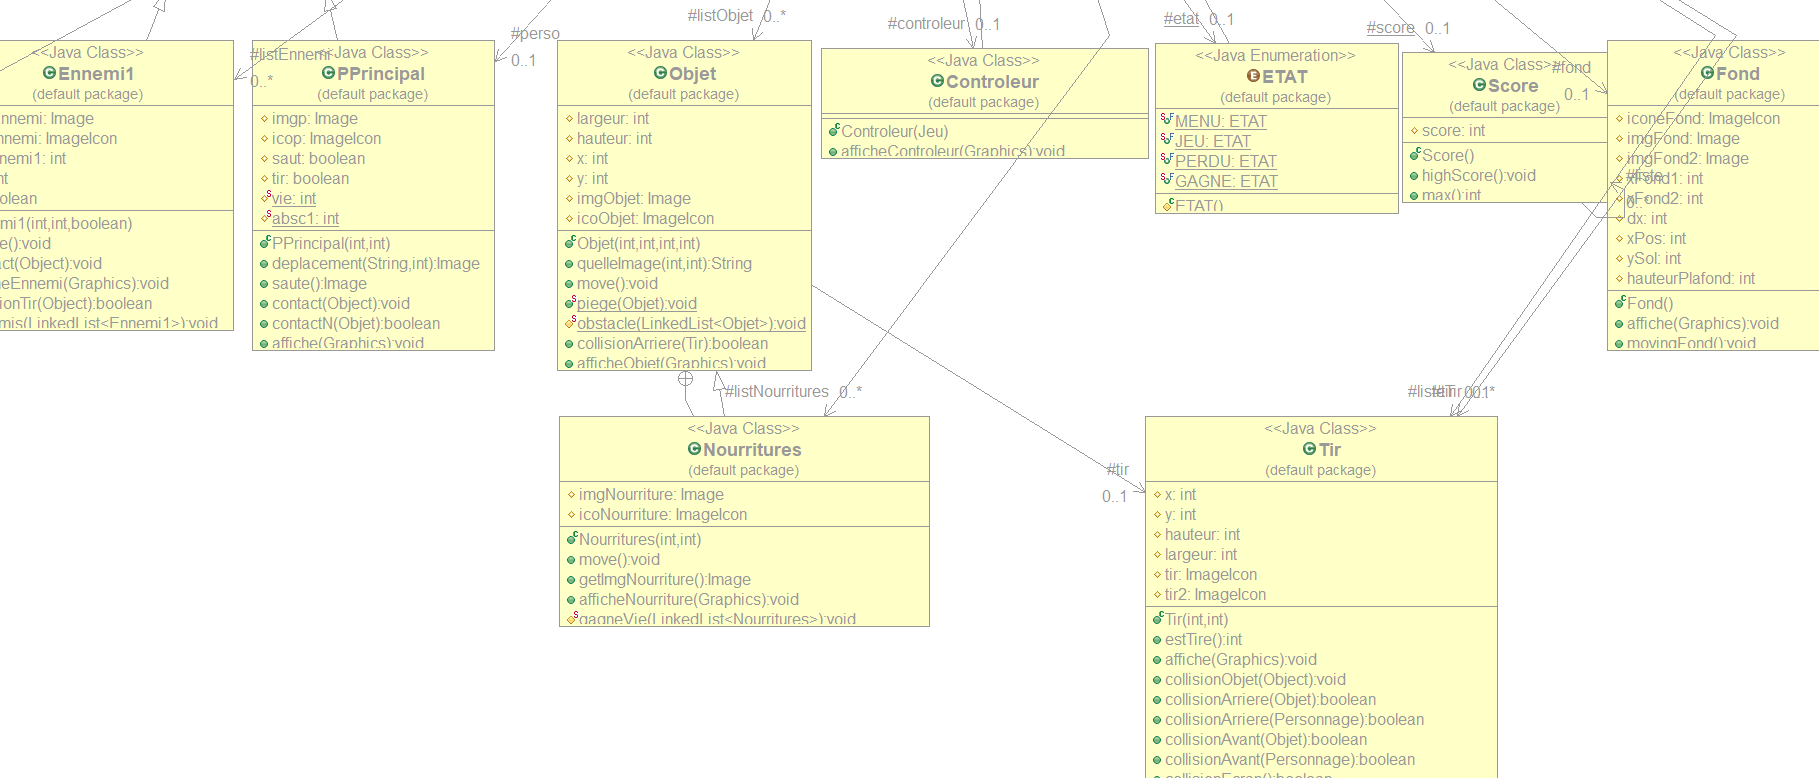 #listObjet 0..*
#controleur 0..1
#etat 0..1
#score 0..1
#perso
0..1
#listEnnemi
0..*
#fond
0..1
<<Java Class>>
Ennemi1
(default package)
nnemi: Image
nnemi: ImageIcon
nemi1: int
nt
olean
mi1(int,int,boolean)
e():void
act(Object):void
neEnnemi(Graphics):void
ionTir(Object):boolean
mis(LinkedList<Ennemi1>):void
<<Java Class>>
PPrincipal
(default package)
imgp: Image
icop: ImageIcon
saut: boolean
tir: boolean
vie: int
absc1: int
PPrincipal(int,int)
deplacement(String,int):Image
saute():Image
contact(Object):void
contactN(Objet):boolean
affiche(Graphics):void
<<Java Class>>
Objet
(default package)
largeur: int
hauteur: int
x: int
y: int
imgObjet: Image
icoObjet: ImageIcon
Objet(int,int,int,int)
quelleImage(int,int):String
move():void
piege(Objet):void
obstacle(LinkedList<Objet>):void
collisionArriere(Tir):boolean
afficheObjet(Graphics):void
<<Java Class>>
Controleur
(default package)
Controleur(Jeu)
afficheControleur(Graphics):void
<<Java Enumeration>>
ETAT
(default package)
MENU: ETAT
JEU: ETAT
PERDU: ETAT
GAGNE: ETAT
ETAT()
<<Java Class>>
Score
(default package)
score: int
Score()
highScore():void
max():int
<<Java Class>>
Fond
(default package)
iconeFond: ImageIcon
imgFond: Image
imgFond2: Image
xFond1: int
xFond2: int
dx: int
xPos: int
ySol: int
hauteurPlafond: int
Fond()
affiche(Graphics):void
movingFond():void
0..*
#listNourritures 0..*
<<Java Class>>
Nourritures
(default package)
imgNourriture: Image
icoNourriture: ImageIcon
Nourritures(int,int)
move():void
getImgNourriture():Image
afficheNourriture(Graphics):void
gagneVie(LinkedList<Nourritures>):void
#tir
0..1
<<Java Class>>
Tir
(default package)
x: int
y: int
hauteur: int
largeur: int
tir: ImageIcon
tir2: ImageIcon
Tir(int,int)
estTire():int
affiche(Graphics):void
collisionObjet(Object):void
collisionArriere(Objet):boolean
collisionArriere(Personnage):boolean
collisionAvant(Objet):boolean
collisionAvant(Personnage):boolean
collisionEcran():boolean